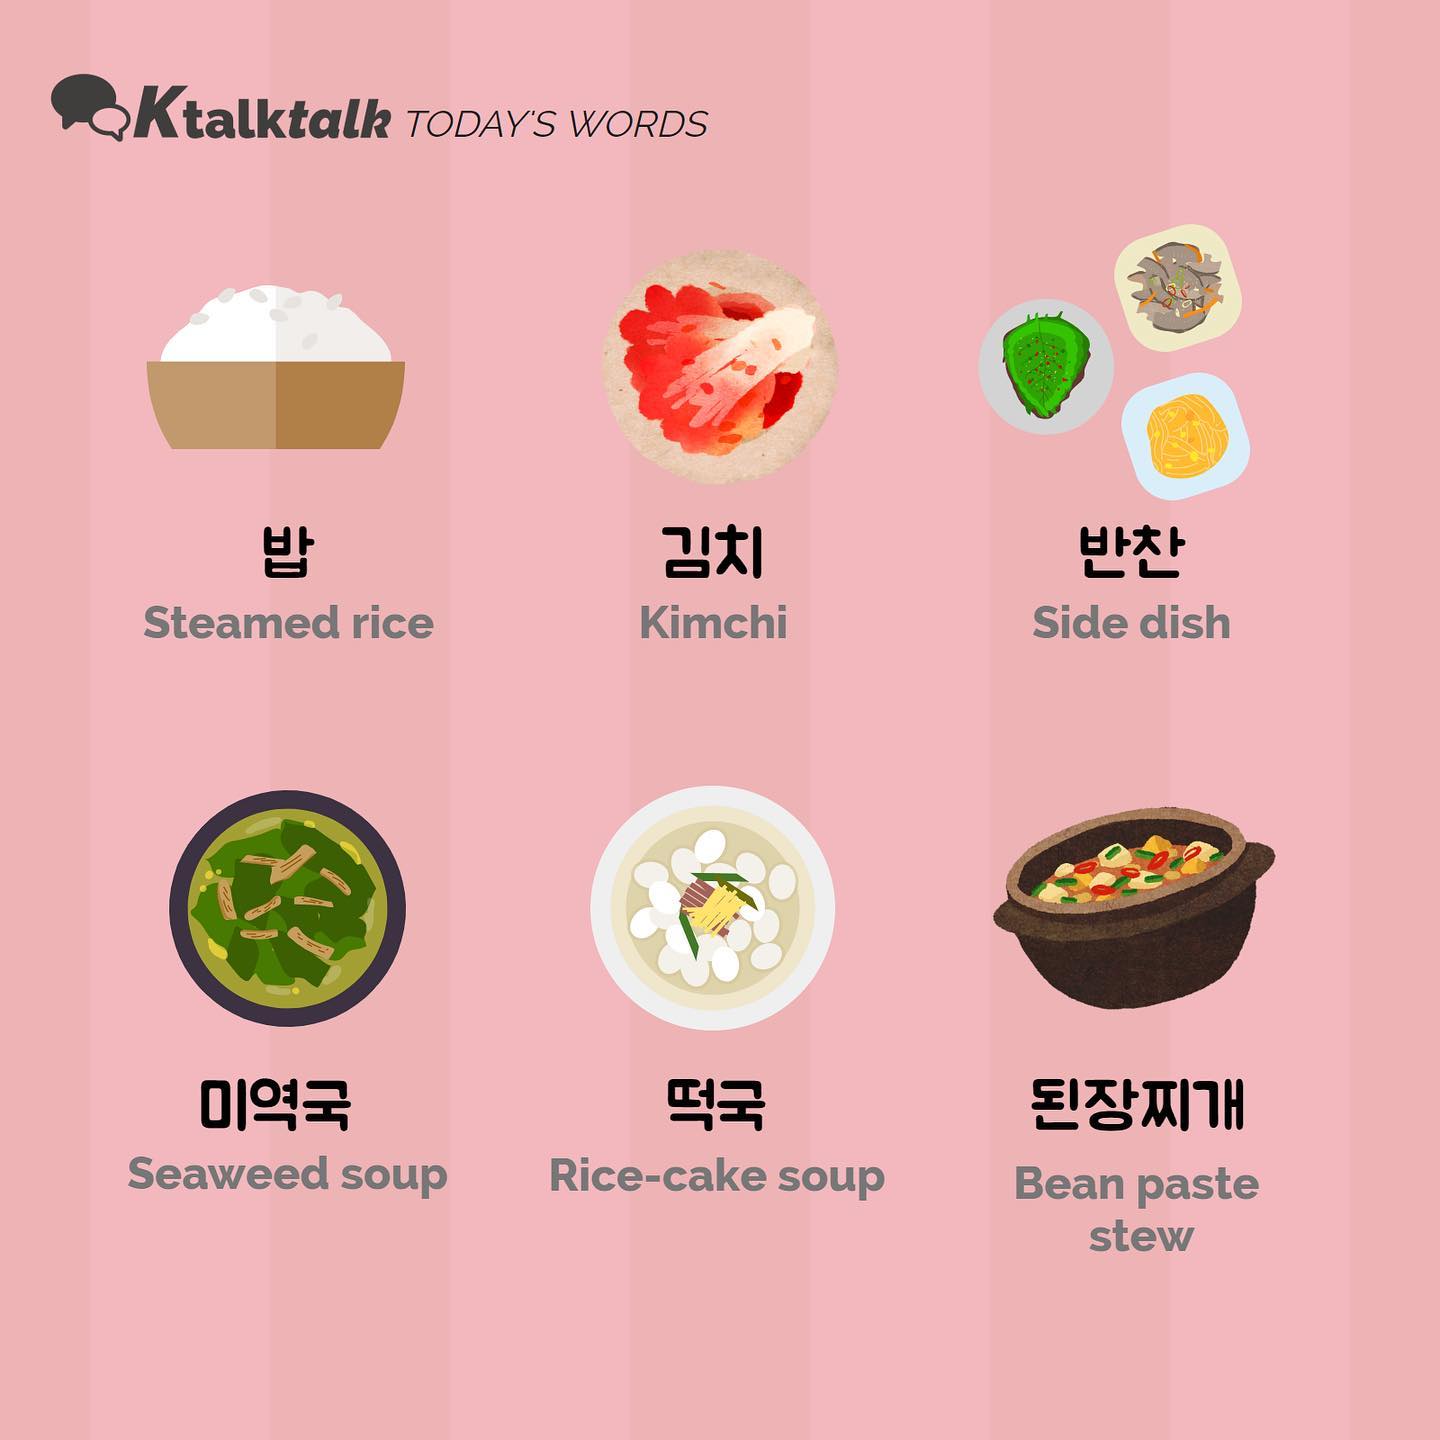 Ktalktalk TODAY'S WORDS
밥
Steamed rice
김치
Kimchi
반찬
Side dish
미역국
Seaweed soup
떡국
Rice-cake soup
된장찌개
Bean paste
stew